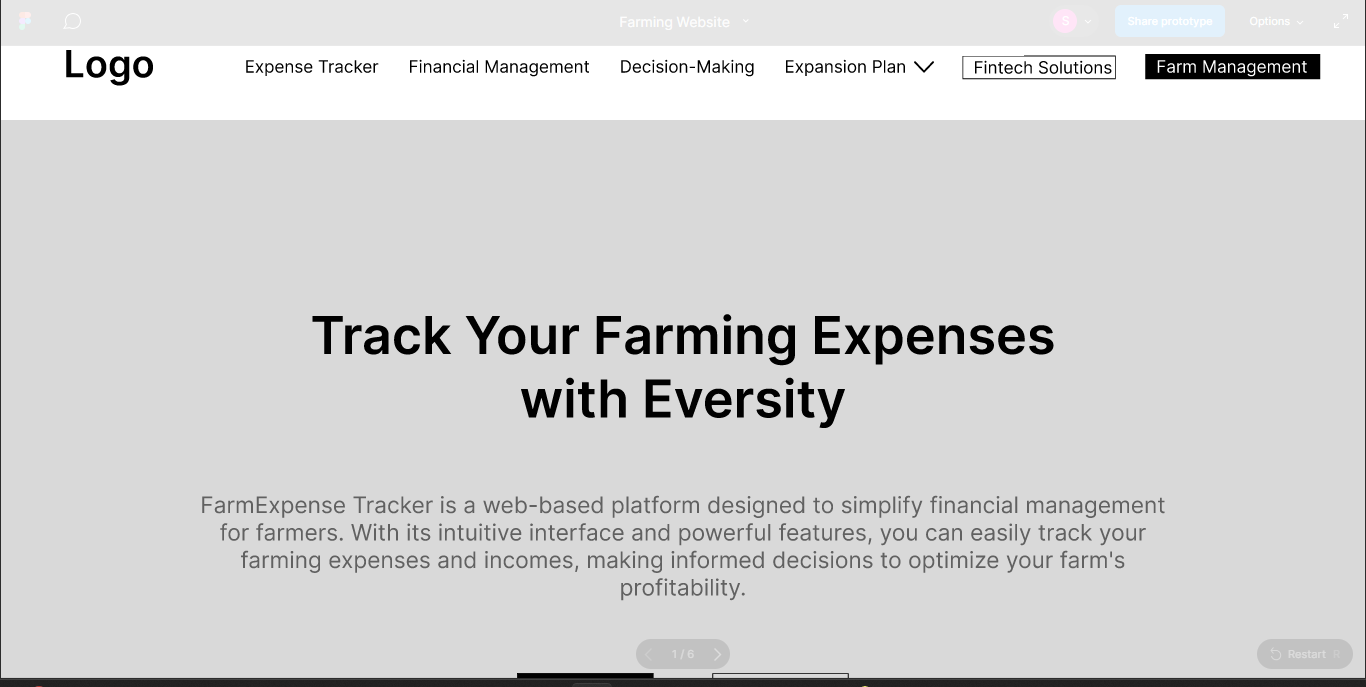 Farming Website
S
Share prototype
Options
Logo
Expense Tracker
Financial Management
Decision-Making
Expansion Plan
Fintech Solutions
Farm Management
Track Your Farming Expenses
with Eversity
FarmExpense Tracker is a web-based platform designed to simplify financial management
for farmers. With its intuitive interface and powerful features, you can easily track your
farming expenses and incomes, making informed decisions to optimize your farm's
profitability.
1 / 6
Restart R